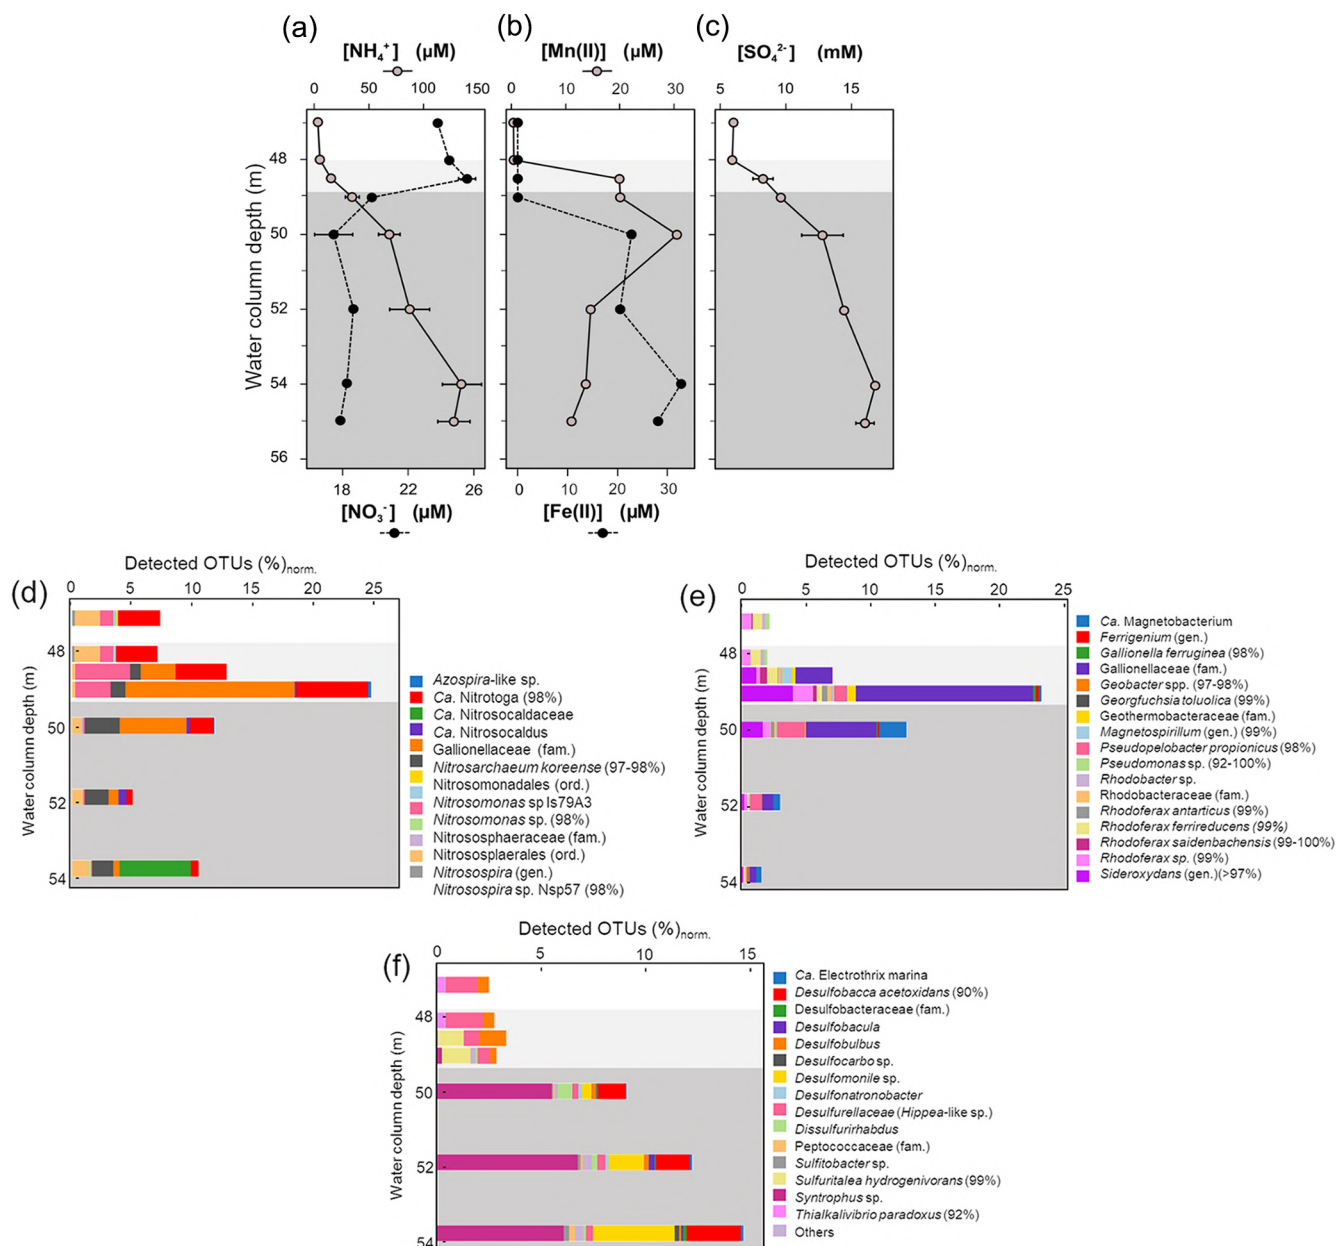 (a) (b) (c)
[NH₄⁺] (µM) [Mn(II)] (µM) [SO₄²⁻] (mM)
0 50 100 150 0 10 20 30 5 10 15
Water column depth (m)
48
50
52
54
56
18 22 26 0 10 20 30
[NO₃⁻] (µM) [Fe(II)] (µM)
(d)
Detected OTUs (%)norm.
0 5 10 15 20 25
Water column depth (m)
48
50
52
54
Azospira-like sp.
Ca. Nitrotoga (98%)
Ca. Nitrosocaldaceae
Ca. Nitrosocaldus
Gallionellaceae (fam.)
Nitrosarchaeum koreense (97-98%)
Nitrosomonadales (ord.)
Nitrosomonas sp Is79A3
Nitrosomonas sp. (98%)
Nitrososphaeraceae (fam.)
Nitrososplaerales (ord.)
Nitrosospira (gen.)
Nitrosospira sp. Nsp57 (98%)
(e)
Detected OTUs (%)norm.
0 5 10 15 20 25
Water column depth (m)
48
50
52
54
Ca. Magnetobacterium
Ferrigenium (gen.)
Gallionella ferruginea (98%)
Gallionellaceae (fam.)
Geobacter spp. (97-98%)
Georgfuchsia toluolica (99%)
Geothermobacteraceae (fam.)
Magnetospirillum (gen.) (99%)
Pseudopelobacter propionicus (98%)
Pseudomonas sp. (92-100%)
Rhodobacter sp.
Rhodobacteraceae (fam.)
Rhodoferax antarticus (99%)
Rhodoferax ferrireducens (99%)
Rhodoferax saidenbachensis (99-100%)
Rhodoferax sp. (99%)
Sideroxydans (gen.)(>97%)
(f)
Detected OTUs (%)norm.
0 5 10 15
Water column depth (m)
48
50
52
54
Ca. Electrothrix marina
Desulfobacca acetoxidans (90%)
Desulfobacteraceae (fam.)
Desulfobacula
Desulfobulbus
Desulfocarbo sp.
Desulfomonile sp.
Desulfonatronobacter
Desulfurellaceae (Hippea-like sp.)
Dissulfurirhabdus
Peptococcaceae (fam.)
Sulfitobacter sp.
Sulfuritalea hydrogenivorans (99%)
Syntrophus sp.
Thialkalivibrio paradoxus (92%)
Others